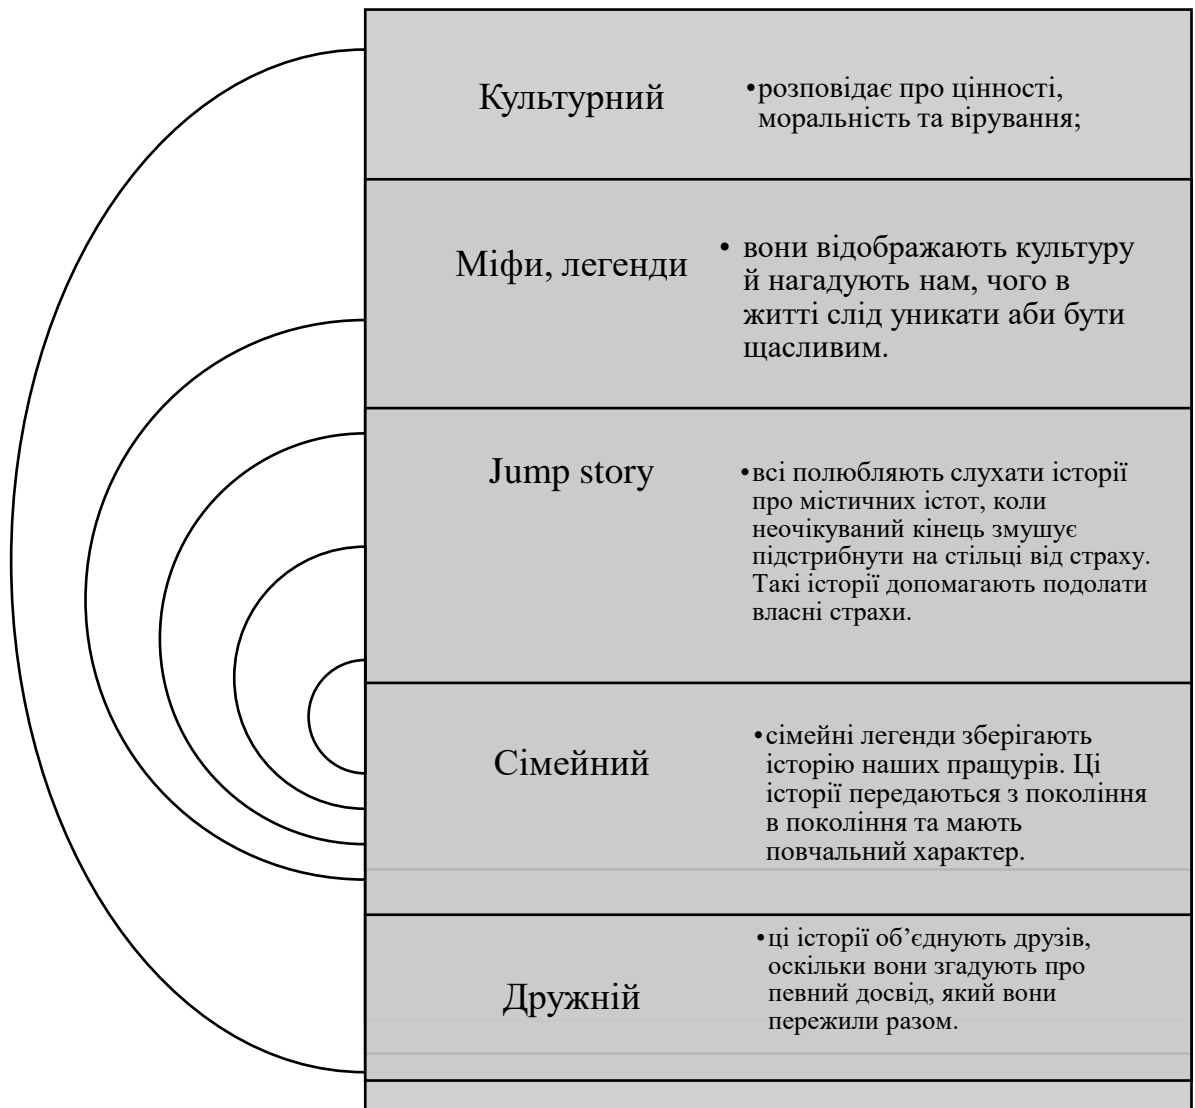 Культурний
•розповідає про цінності,
моральність та вірування;
Міфи, легенди
• вони відображають культуру
й нагадують нам, чого в
житті слід уникати аби бути
щасливим.
Jump story
•всі полюбляють слухати історії
про містичних істот, коли
неочікуваний кінець змушує
підстрибнути на стільці від страху.
Такі історії допомагають подолати
власні страхи.
Сімейний
•сімейні легенди зберігають
історію наших пращурів. Ці
історії передаються з покоління
в покоління та мають
повчальний характер.
Дружній
•ці історії об’єднують друзів,
оскільки вони згадують про
певний досвід, який вони
пережили разом.